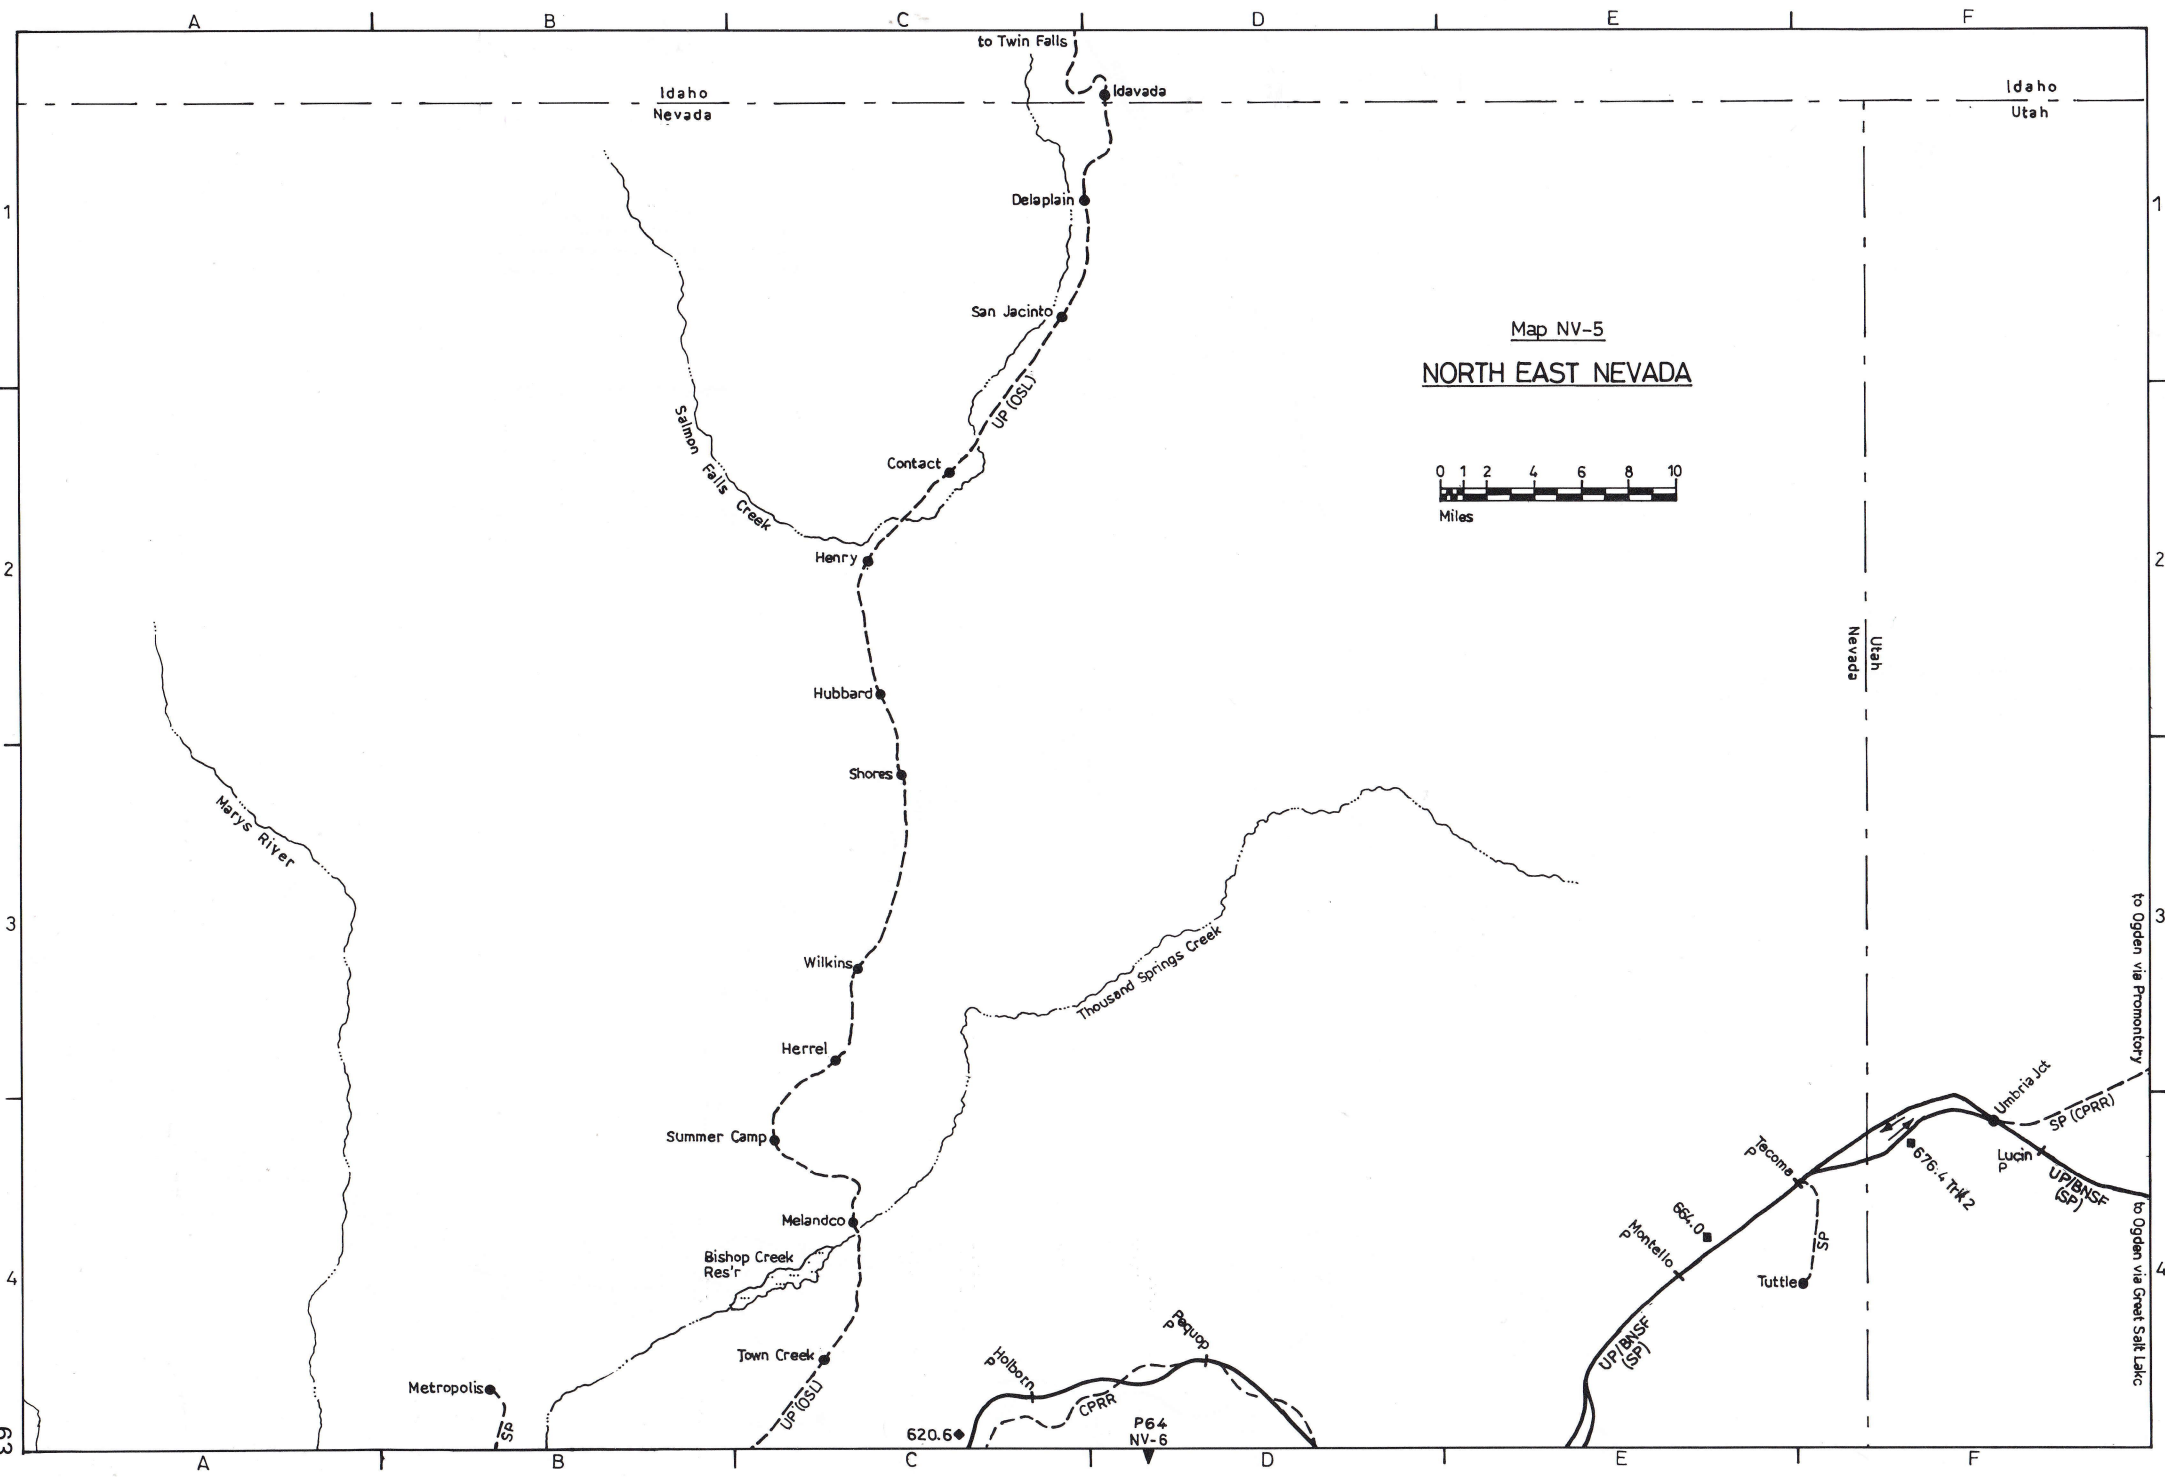 A B C D E F
to Twin Falls
Idavada
Idaho
Nevada
Idaho
Utah
1
1
Delaplain
San Jacinto
Map NV-5
NORTH EAST NEVADA
UP (OSL)
Salmon Falls Creek
Contact
0 1 2 4 6 8 10
Miles
Henry
2
2
Utah
Nevada
Hubbard
Shores
Marys River
3
3
to Ogden via Promontory
Wilkins
Thousand Springs Creek
Herrel
Umbria Jct
SP (CPRR)
Summer Camp
Tecoma
P
676.4 Trk 2
Lucin
P
UP/BNSF
(SP)
Melandco
664.0
Montello
P
SP
Bishop Creek
Res'r
4
4
Tuttle
to Ogden via Great Salt Lake
Pequop
P
UP/BNSF
(SP)
Town Creek
Holborn
P
Metropolis
UP (OSL)
CPRR
SP
620.6
P64
NV-6
63
A B C D E F